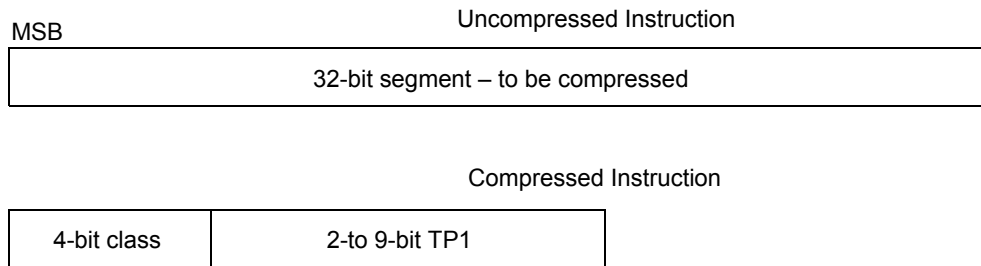 Uncompressed Instruction
MSB
32-bit segment – to be compressed
Compressed Instruction
4-bit class
2-to 9-bit TP1